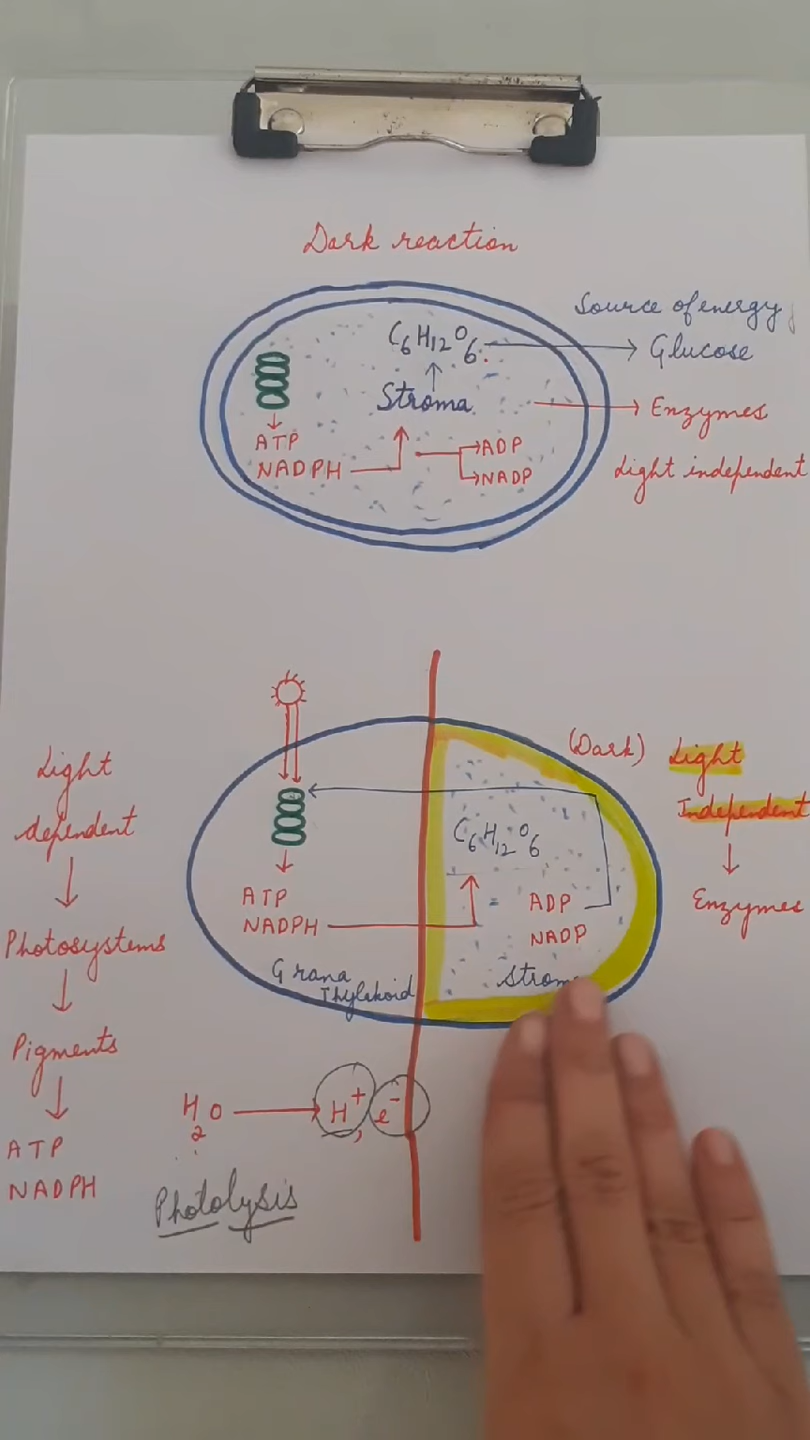 Dark reaction
Source of energy
C6H12O6
Glucose
Stroma
Enzymes
ATP
ADP
NADPH
NADP
Light independent
(Dark) Light
Light
Independent
dependent
C6H12O6
Enzymes
ATP
ADP
NADPH
NADP
Photosystems
Grana
Thylakoid
Pigments
H2O
H+, e-
ATP
NADPH
Photolysis